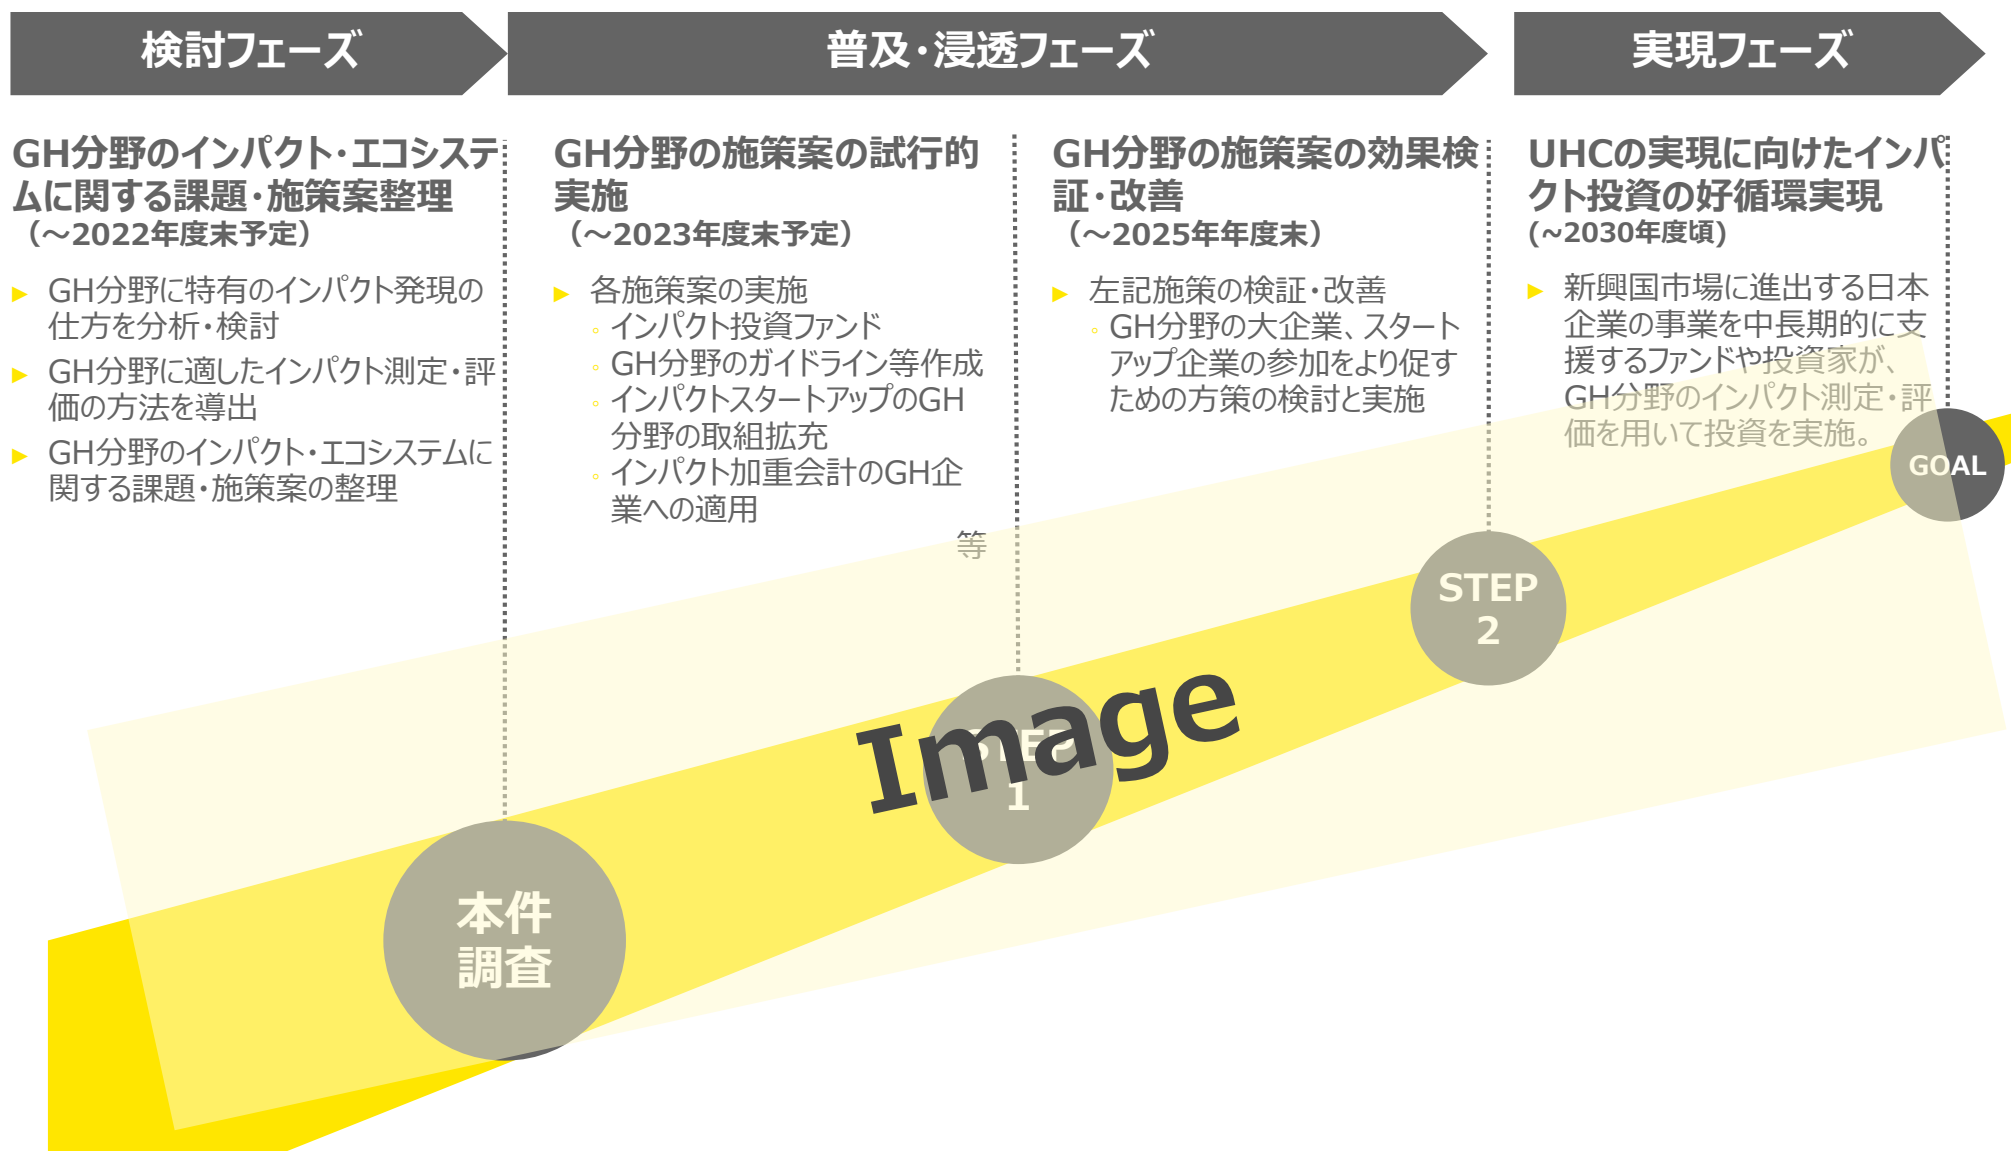 検討フェーズ
普及・浸透フェーズ
実現フェーズ
GH分野のインパクト・エコシステ
ムに関する課題・施策案整理
（～2022年度末予定）
► GH分野に特有のインパクト発現の
仕方を分析・検討
► GH分野に適したインパクト測定・評
価の方法を導出
► GH分野のインパクト・エコシステムに
関する課題・施策案の整理
GH分野の施策案の試行的
実施
（～2023年度末予定）
► 各施策案の実施
◦ インパクト投資ファンド
◦ GH分野のガイドライン等作成
◦ インパクトスタートアップのGH
分野の取組拡充
◦ インパクト加重会計のGH企
業への適用
等
GH分野の施策案の効果検
証・改善
（～2025年年度末）
► 左記施策の検証・改善
◦ GH分野の大企業、スタート
アップ企業の参加をより促す
ための方策の検討と実施
UHCの実現に向けたインパ
クト投資の好循環実現
(~2030年度頃)
► 新興国市場に進出する日本
企業の事業を中長期的に支
援するファンドや投資家が、
GH分野のインパクト測定・評
価を用いて投資を実施。
本件
調査
STEP
1
STEP
2
GOAL
Image